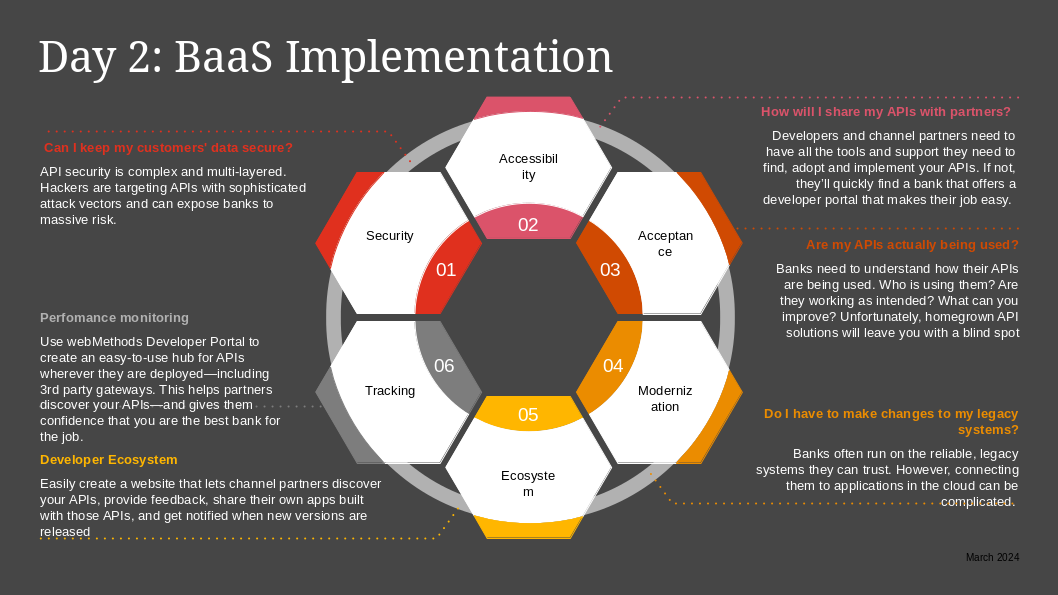 Day 2: BaaS Implementation
Can I keep my customers' data secure?
API security is complex and multi-layered.
Hackers are targeting APIs with sophisticated
attack vectors and can expose banks to
massive risk.
Perfomance monitoring
Use webMethods Developer Portal to
create an easy-to-use hub for APIs
wherever they are deployed—including
3rd party gateways. This helps partners
discover your APIs—and gives them
confidence that you are the best bank for
the job.
Developer Ecosystem
Easily create a website that lets channel partners discover
your APIs, provide feedback, share their own apps built
with those APIs, and get notified when new versions are
released
Accessibil
ity
02
Security
01
Acceptan
ce
03
Tracking
06
Moderniz
ation
04
05
Ecosyste
m
How will I share my APIs with partners?
Developers and channel partners need to
have all the tools and support they need to
find, adopt and implement your APIs. If not,
they'll quickly find a bank that offers a
developer portal that makes their job easy.
Are my APIs actually being used?
Banks need to understand how their APIs
are being used. Who is using them? Are
they working as intended? What can you
improve? Unfortunately, homegrown API
solutions will leave you with a blind spot
Do I have to make changes to my legacy
systems?
Banks often run on the reliable, legacy
systems they can trust. However, connecting
them to applications in the cloud can be
complicated.
March 2024